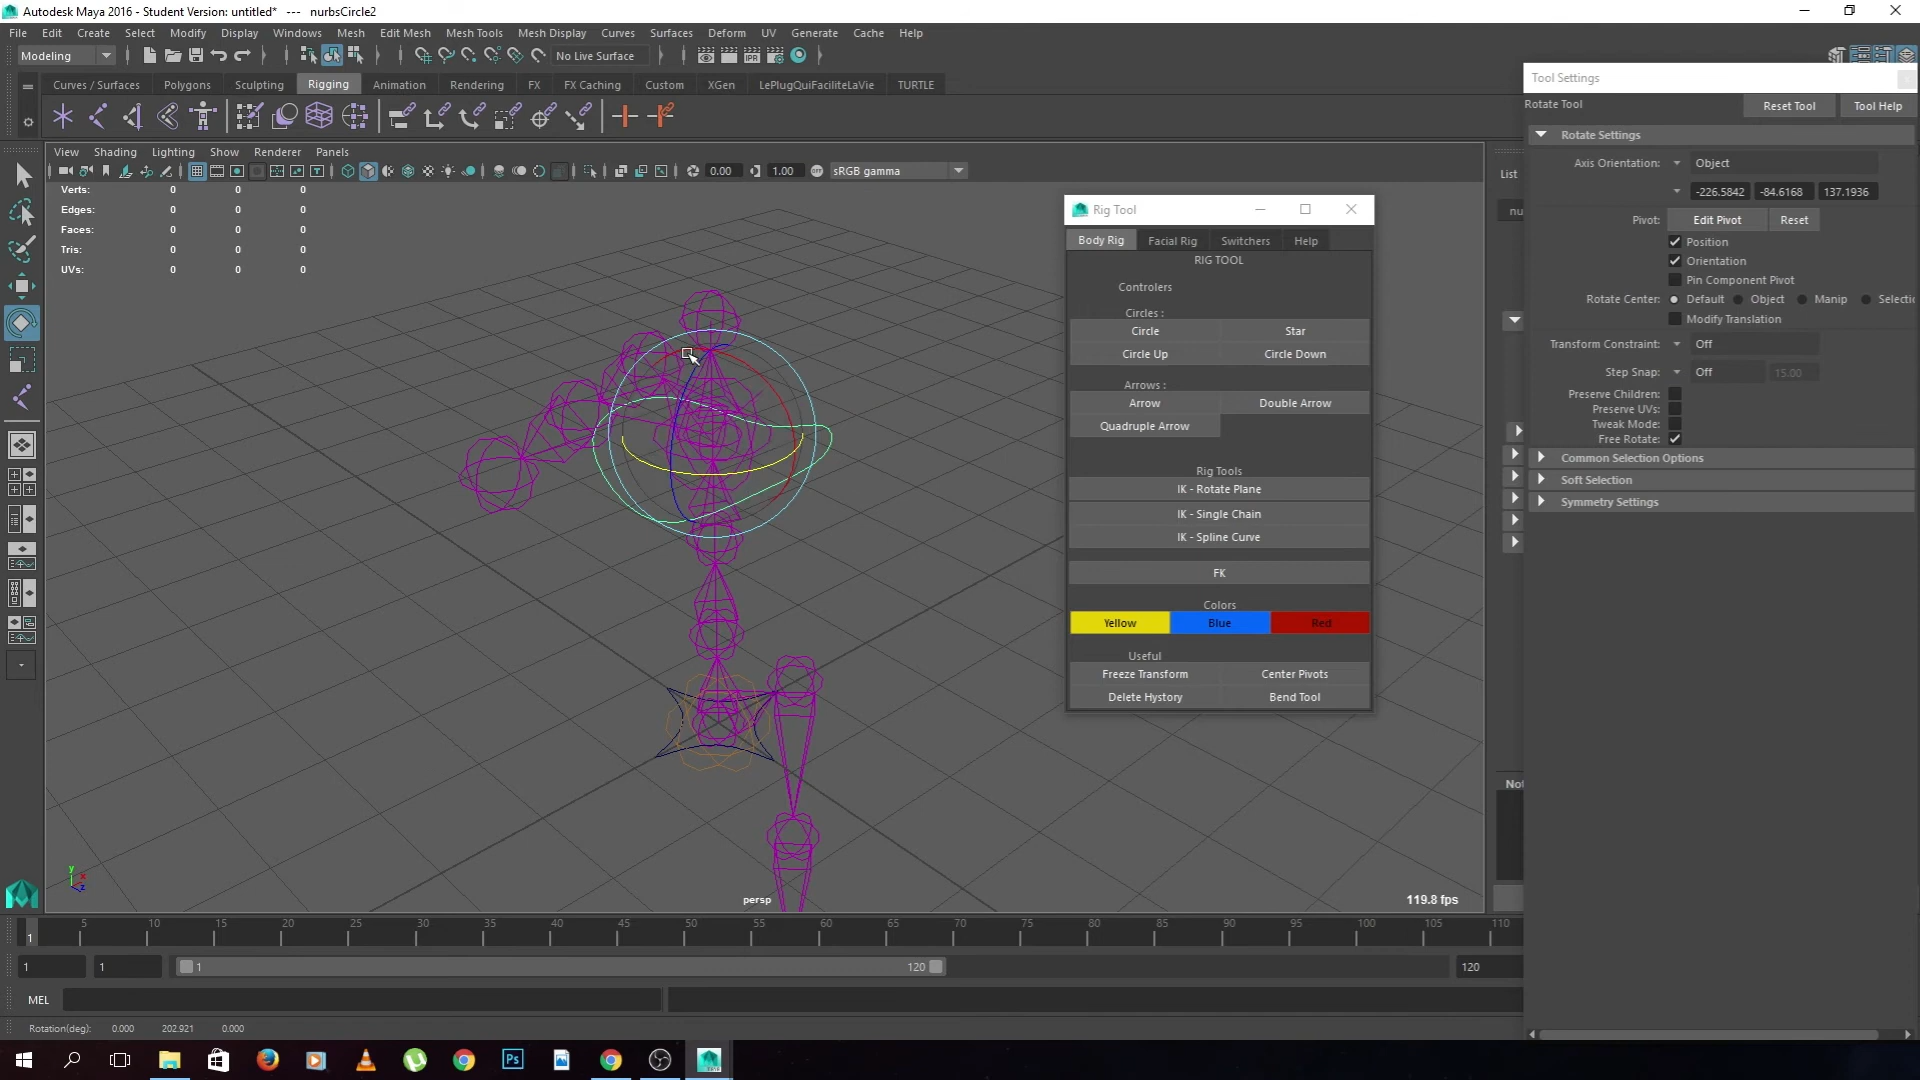 Autodesk Maya 2016 - Student Version: untitled* --- nurbsCircle2
File Edit Create Select Modify Display Windows Mesh Edit Mesh Mesh Tools Mesh Display Curves Surfaces Deform UV Generate Cache Help
Modeling No Live Surface
Curves / Surfaces Polygons Sculpting Rigging Animation Rendering FX FX Caching Custom XGen LePlugQuiFaciliteLaVie TURTLE
View Shading Lighting Show Renderer Panels
0.00 1.00 sRGB gamma
Verts: 0 0 0
Edges: 0 0 0
Faces: 0 0 0
Tris: 0 0 0
UVs: 0 0 0
Rig Tool
Body Rig Facial Rig Switchers Help
RIG TOOL
Controlers
Circles :
Circle Star
Circle Up Circle Down
Arrows :
Arrow Double Arrow
Quadruple Arrow
Rig Tools
IK - Rotate Plane
IK - Single Chain
IK - Spline Curve
FK
Colors
Yellow Blue Red
Useful
Freeze Transform Center Pivots
Delete Hystory Bend Tool
persp
119.8 fps
List
nu
Not
Tool Settings
Rotate Tool Reset Tool Tool Help
Rotate Settings
Axis Orientation: Object
-226.5842 -84.6168 137.1936
Pivot: Edit Pivot Reset
Position
Orientation
Pin Component Pivot
Rotate Center: Default Object Manip Selectic
Modify Translation
Transform Constraint: Off
Step Snap: Off 15.00
Preserve Children:
Preserve UVs:
Tweak Mode:
Free Rotate:
Common Selection Options
Soft Selection
Symmetry Settings
1 5 10 15 20 25 30 35 40 45 50 55 60 65 70 75 80 85 90 95 100 105 110
1 1 1 120 120
MEL
Rotation(deg): 0.000 202.921 0.000
Ps